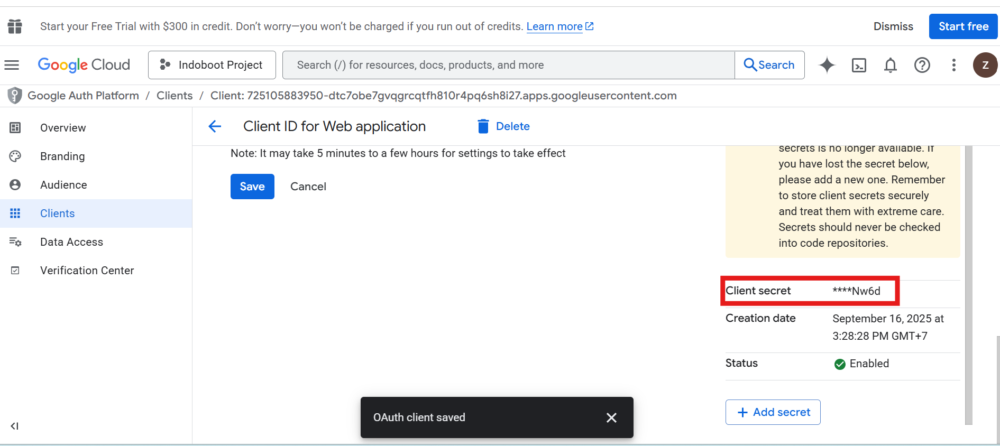 Start your Free Trial with $300 in credit. Don’t worry—you won’t be charged if you run out of credits. Learn more
Dismiss
Start free
Google Cloud
Indoboot Project
Search (/) for resources, docs, products, and more
Search
Z
Google Auth Platform / Clients / Client: 725105883950-dtc7obe7gvqgrcqtfh810r4pq6sh8i27.apps.googleusercontent.com
Overview
Branding
Audience
Clients
Data Access
Verification Center
Client ID for Web application
Delete
Note: It may take 5 minutes to a few hours for settings to take effect
Save
Cancel
secrets is no longer available. If
you have lost the secret below,
please add a new one. Remember
to store client secrets securely
and treat them with extreme care.
Secrets should never be checked
into code repositories.
Client secret ****Nw6d
Creation date September 16, 2025 at
3:28:28 PM GMT+7
Status Enabled
+ Add secret
OAuth client saved